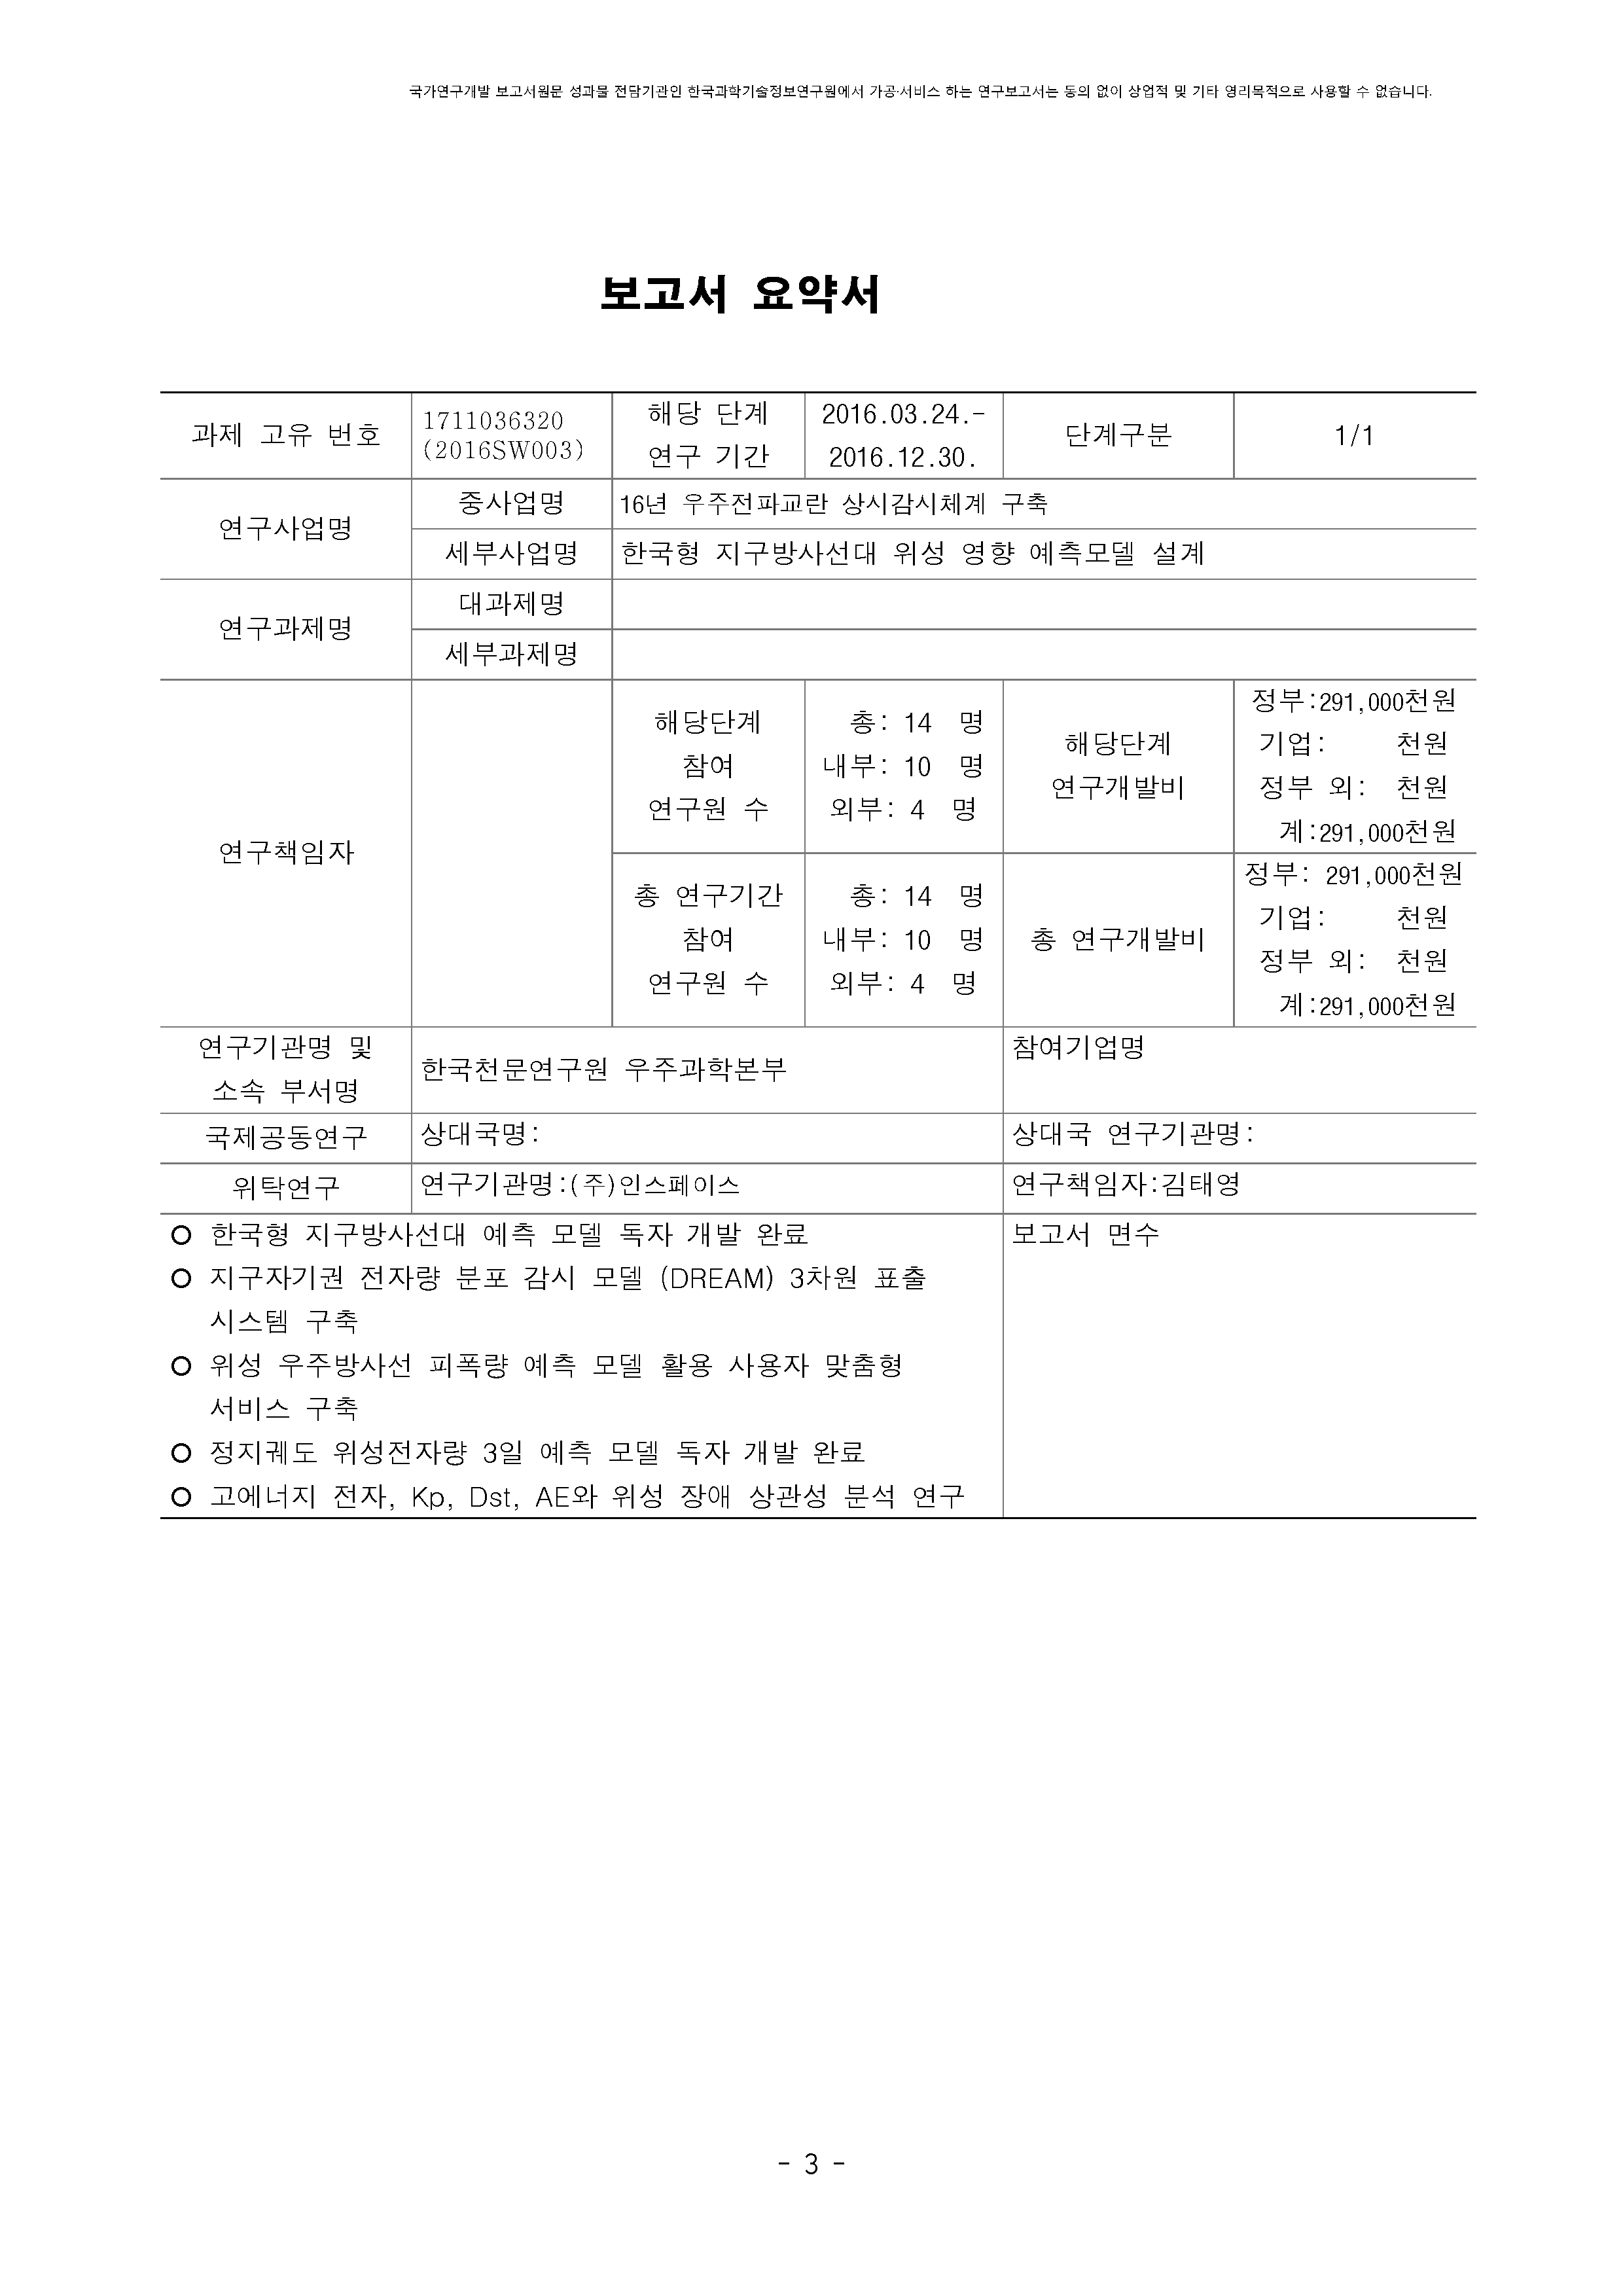 국가연구개발 보고서원문 성과물 전담기관인 한국과학기술정보연구원에서 가공·서비스 하는 연구보고서는 동의 없이 상업적 및 기타 영리목적으로 사용할 수 없습니다.
보고서 요약서
과제 고유 번호
1711036320
(2016SW003)
해당 단계
연구 기간
2016.03.24.-
2016.12.30.
단계구분
1/1
연구사업명
중사업명
16년 우주전파교란 상시감시체계 구축
세부사업명
한국형 지구방사선대 위성 영향 예측모델 설계
연구과제명
대과제명
세부과제명
연구책임자
해당단계
참여
연구원 수
총: 14 명
내부: 10 명
외부: 4 명
해당단계
연구개발비
정부:291,000천원
기업: 천원
정부 외: 천원
계:291,000천원
총 연구기간
참여
연구원 수
총: 14 명
내부: 10 명
외부: 4 명
총 연구개발비
정부: 291,000천원
기업: 천원
정부 외: 천원
계:291,000천원
연구기관명 및
소속 부서명
한국천문연구원 우주과학본부
참여기업명
국제공동연구
상대국명:
상대국 연구기관명:
위탁연구
연구기관명:(주)인스페이스
연구책임자:김태영
○ 한국형 지구방사선대 예측 모델 독자 개발 완료
○ 지구자기권 전자량 분포 감시 모델 (DREAM) 3차원 표출
시스템 구축
○ 위성 우주방사선 피폭량 예측 모델 활용 사용자 맞춤형
서비스 구축
○ 정지궤도 위성전자량 3일 예측 모델 독자 개발 완료
○ 고에너지 전자, Kp, Dst, AE와 위성 장애 상관성 분석 연구
보고서 면수
- 3 -